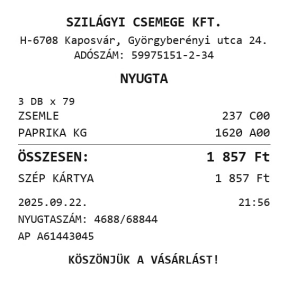 SZILÁGYI CSEMEGE KFT.
H-6708 Kaposvár, Györgyberényi utca 24.
ADÓSZÁM: 59975151-2-34
NYUGTA
3 DB x 79
ZSEMLE 237 C00
PAPRIKA KG 1620 A00
ÖSSZESEN: 1 857 Ft
SZÉP KÁRTYA 1 857 Ft
2025.09.22. 21:56
NYUGTASZÁM: 4688/68844
AP A61443045
KÖSZÖNJÜK A VÁSÁRLÁST!